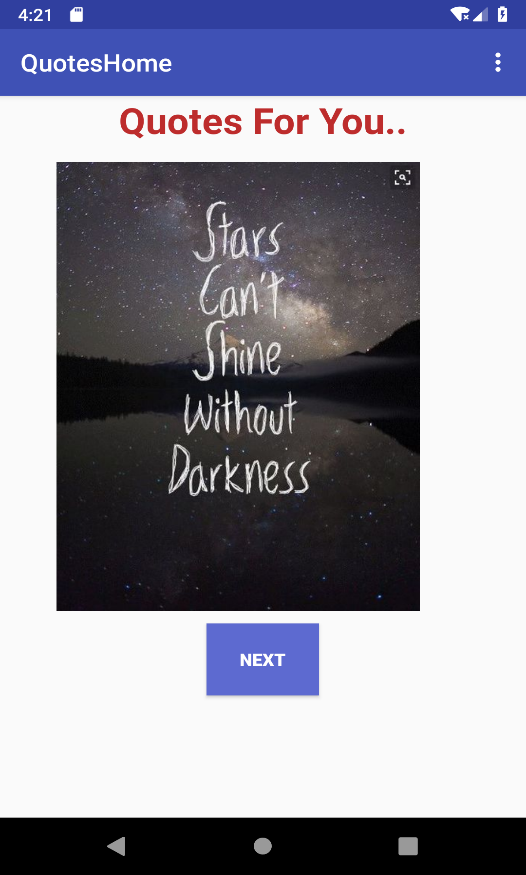 4:21
QuotesHome
Quotes For You..
Stars
Can't
Shine
Without
Darkness
NEXT